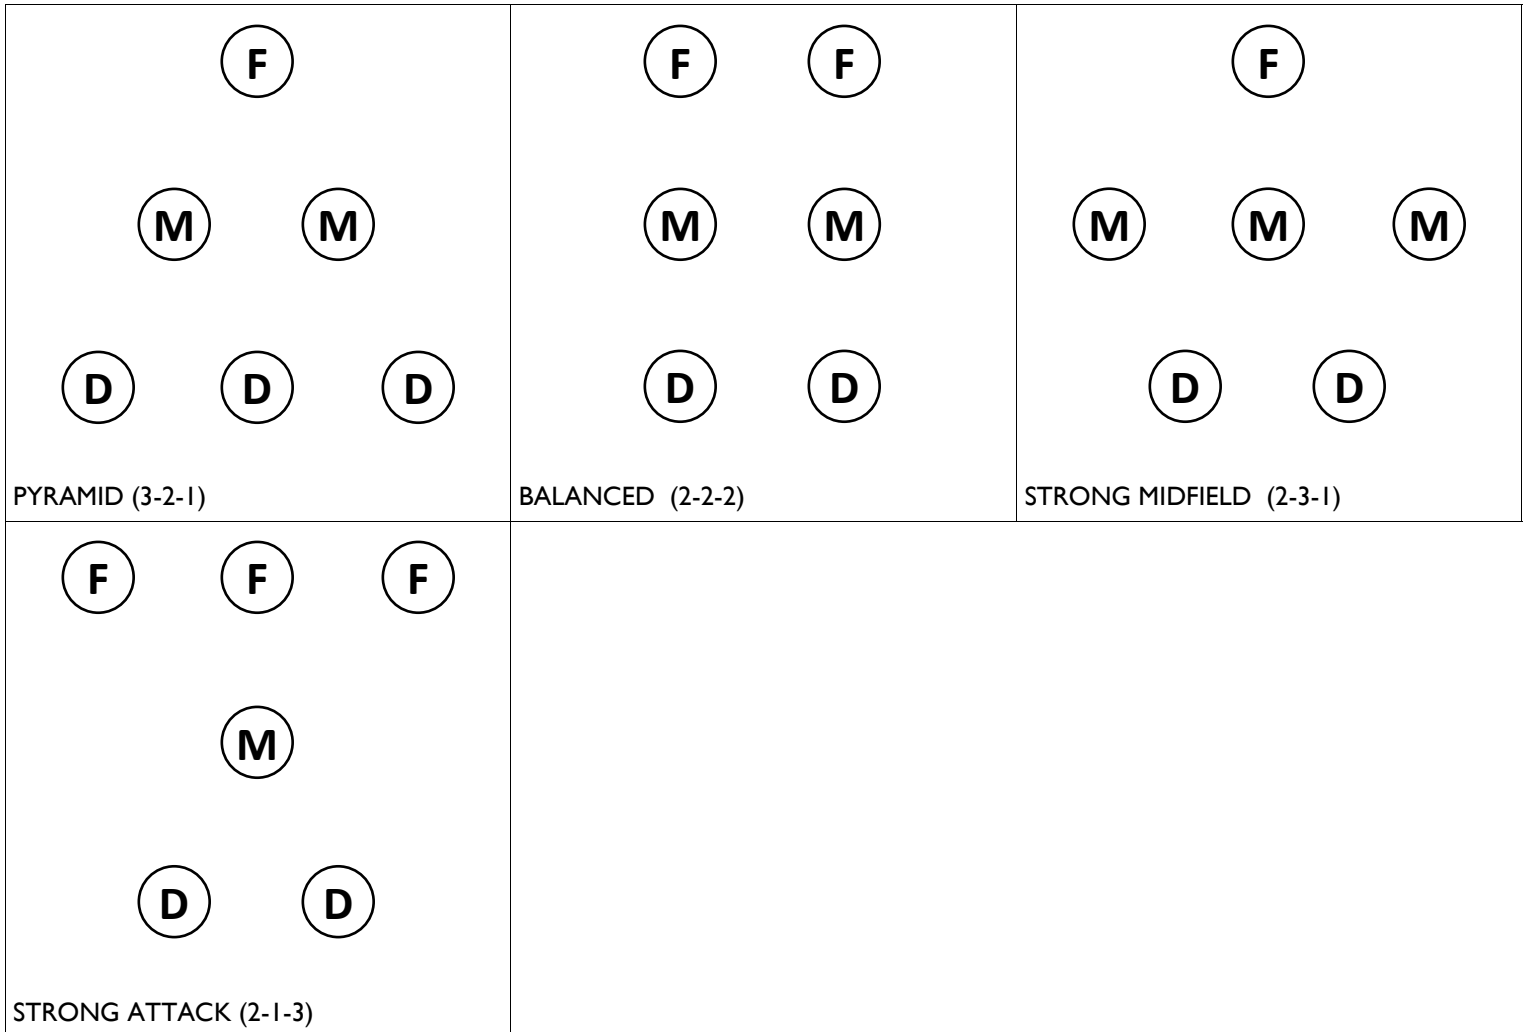 F
M M
D D D
PYRAMID (3-2-1)
F F
M M
D D
BALANCED (2-2-2)
F
M M M
D D
STRONG MIDFIELD (2-3-1)
F F F
M
D D
STRONG ATTACK (2-1-3)